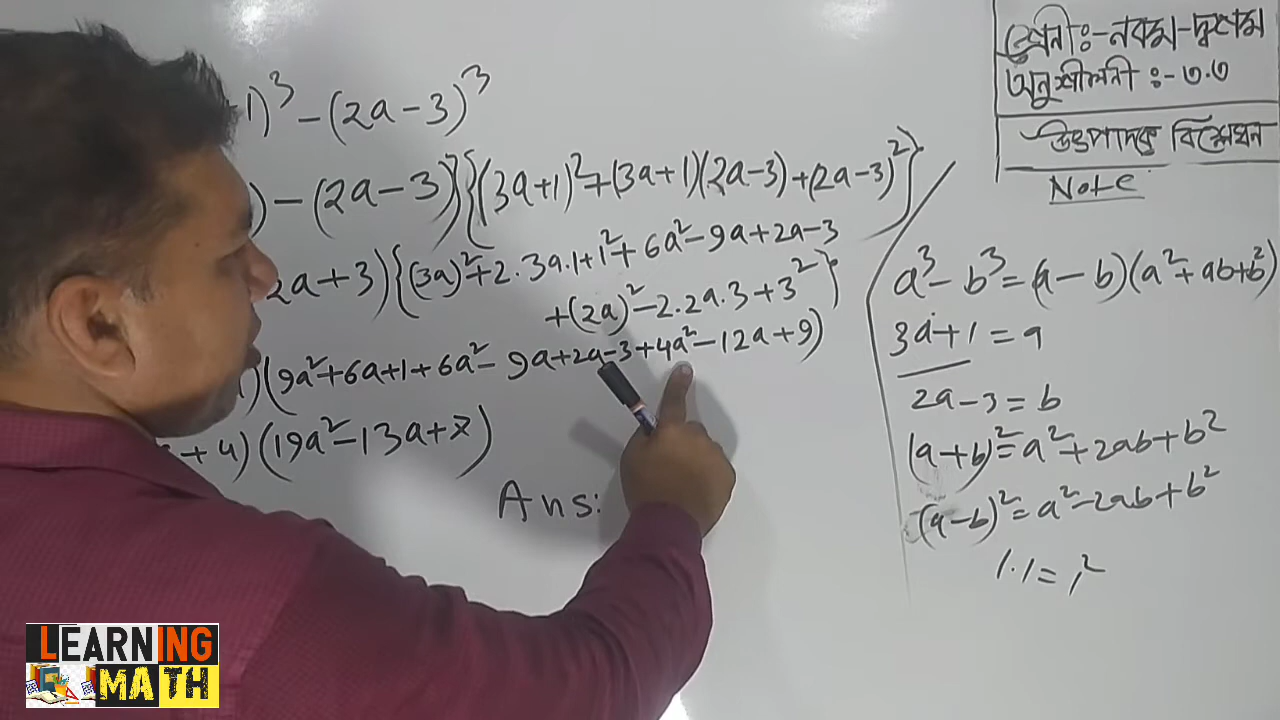 1)³ - (2a - 3)³
) - (2a - 3)}{(3a+1)² + (3a+1)(2a-3) + (2a-3)²}
2a + 3){(3a)² + 2.3a.1 + 1² + 6a² - 9a + 2a - 3
+ (2a)² - 2.2a.3 + 3²}
)(9a² + 6a + 1 + 6a² - 9a + 2a - 3 + 4a² - 12a + 9)
+ 4)(19a² - 13a + 7)
Ans:
শ্রেনী :- নবম - দশম
অনুশীলনী :- ৩.৩
উৎপাদক বিশ্লেষন
Note
a³ - b³ = (a - b)(a² + ab + b²)
3a + 1 = a
2a - 3 = b
(a + b)² = a² + 2ab + b²
(a - b)² = a² - 2ab + b²
1.1 = 1²
LEARNING
MATH